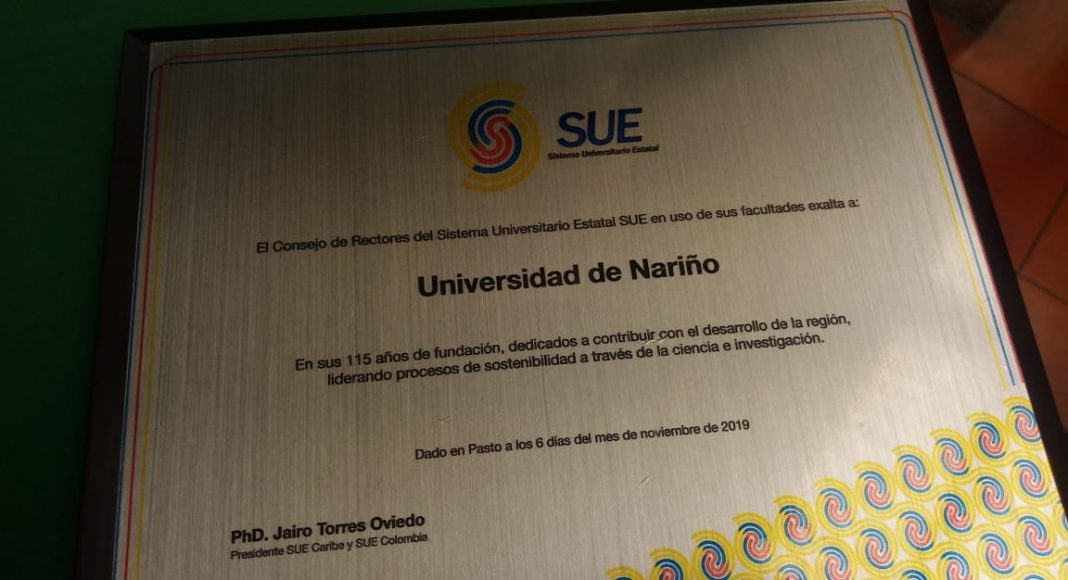 SUE
Sistema Universitario Estatal
El Consejo de Rectores del Sistema Universitario Estatal SUE en uso de sus facultades exalta a:
Universidad de Nariño
En sus 115 años de fundación, dedicados a contribuir con el desarrollo de la región,
liderando procesos de sostenibilidad a través de la ciencia e investigación.
Dado en Pasto a los 6 días del mes de noviembre de 2019
PhD. Jairo Torres Oviedo
Presidente SUE Caribe y SUE Colombia